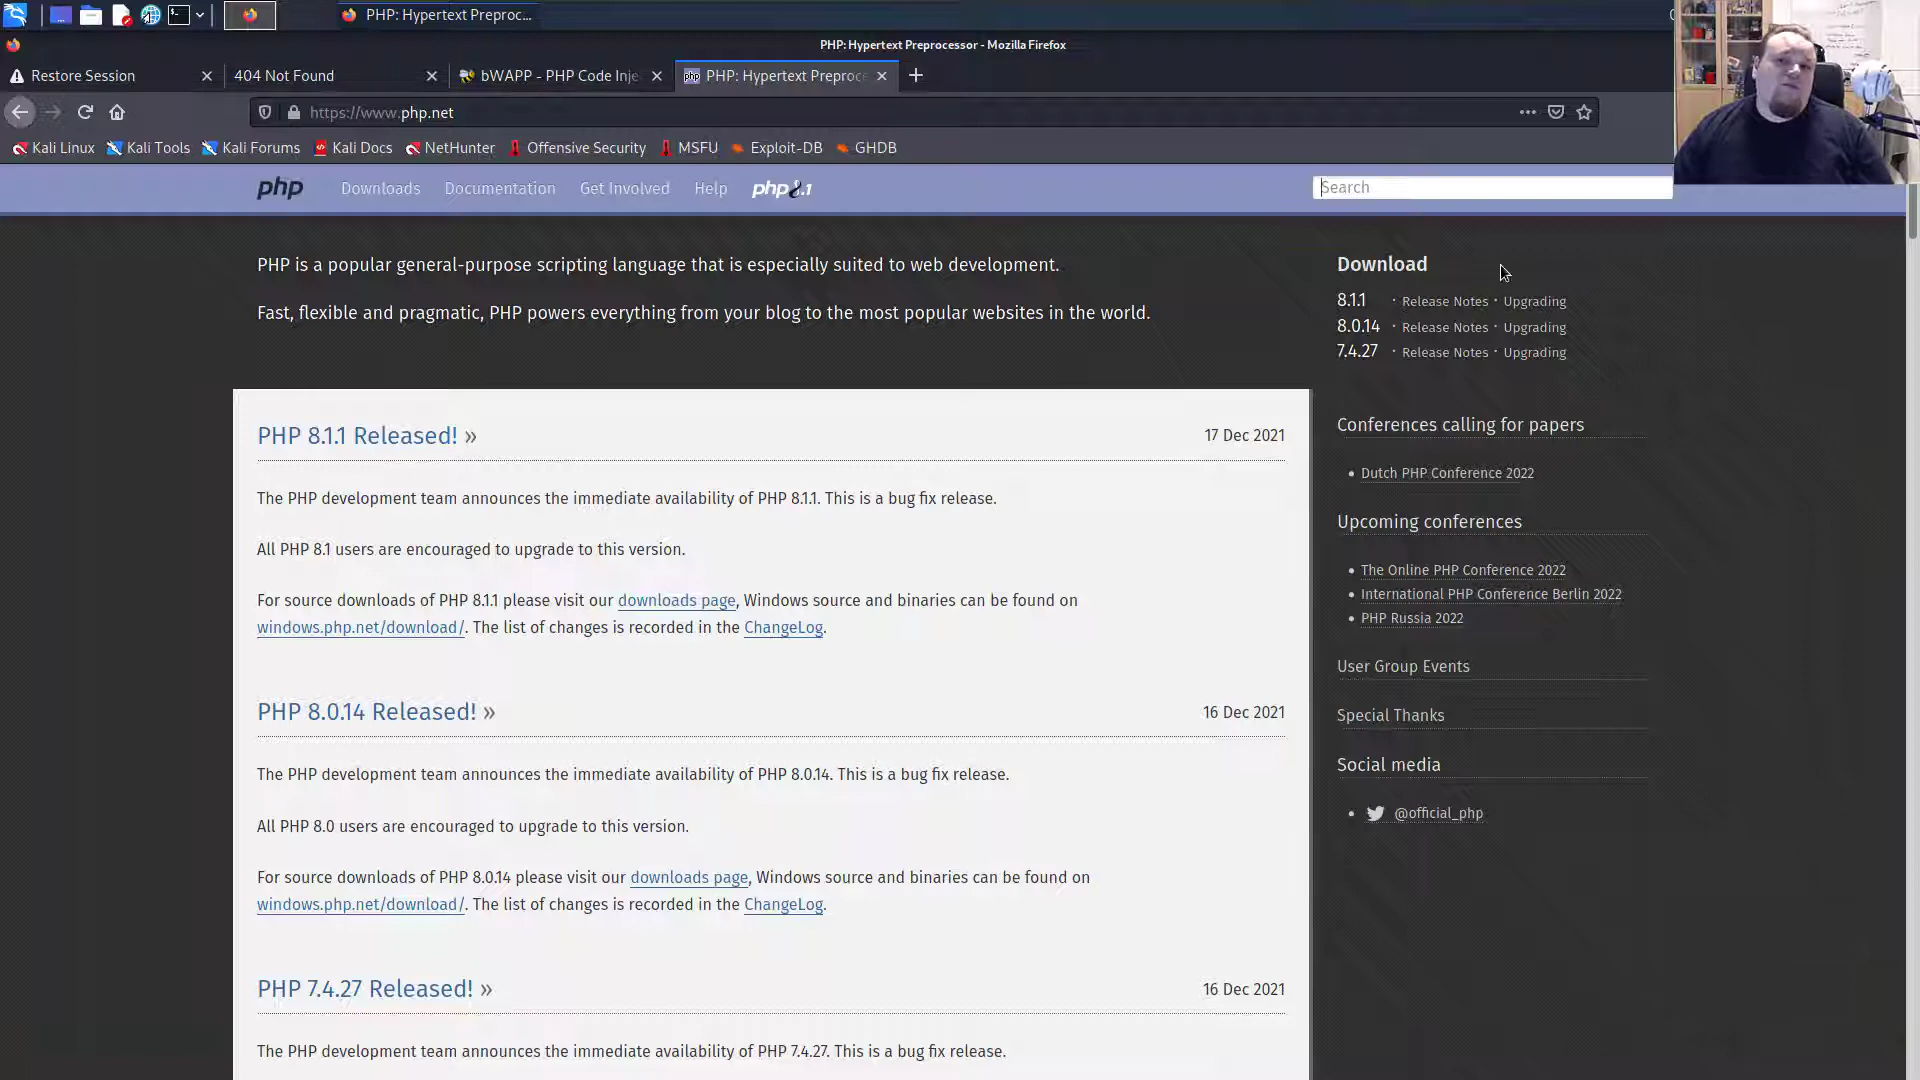 PHP: Hypertext Preproc...
PHP: Hypertext Preprocessor - Mozilla Firefox
Restore Session
404 Not Found
bWAPP - PHP Code Inje
PHP: Hypertext Preproce
https://www.php.net
Kali Linux
Kali Tools
Kali Forums
Kali Docs
NetHunter
Offensive Security
MSFU
Exploit-DB
GHDB
php
Downloads
Documentation
Get Involved
Help
php8.1
Search
PHP is a popular general-purpose scripting language that is especially suited to web development.
Fast, flexible and pragmatic, PHP powers everything from your blog to the most popular websites in the world.
Download
8.1.1 · Release Notes · Upgrading
8.0.14 · Release Notes · Upgrading
7.4.27 · Release Notes · Upgrading
PHP 8.1.1 Released! »
17 Dec 2021
The PHP development team announces the immediate availability of PHP 8.1.1. This is a bug fix release.
All PHP 8.1 users are encouraged to upgrade to this version.
For source downloads of PHP 8.1.1 please visit our downloads page, Windows source and binaries can be found on
windows.php.net/download/. The list of changes is recorded in the ChangeLog.
PHP 8.0.14 Released! »
16 Dec 2021
The PHP development team announces the immediate availability of PHP 8.0.14. This is a bug fix release.
All PHP 8.0 users are encouraged to upgrade to this version.
For source downloads of PHP 8.0.14 please visit our downloads page, Windows source and binaries can be found on
windows.php.net/download/. The list of changes is recorded in the ChangeLog.
PHP 7.4.27 Released! »
16 Dec 2021
The PHP development team announces the immediate availability of PHP 7.4.27. This is a bug fix release.
Conferences calling for papers
• Dutch PHP Conference 2022
Upcoming conferences
• The Online PHP Conference 2022
• International PHP Conference Berlin 2022
• PHP Russia 2022
User Group Events
Special Thanks
Social media
• @official_php